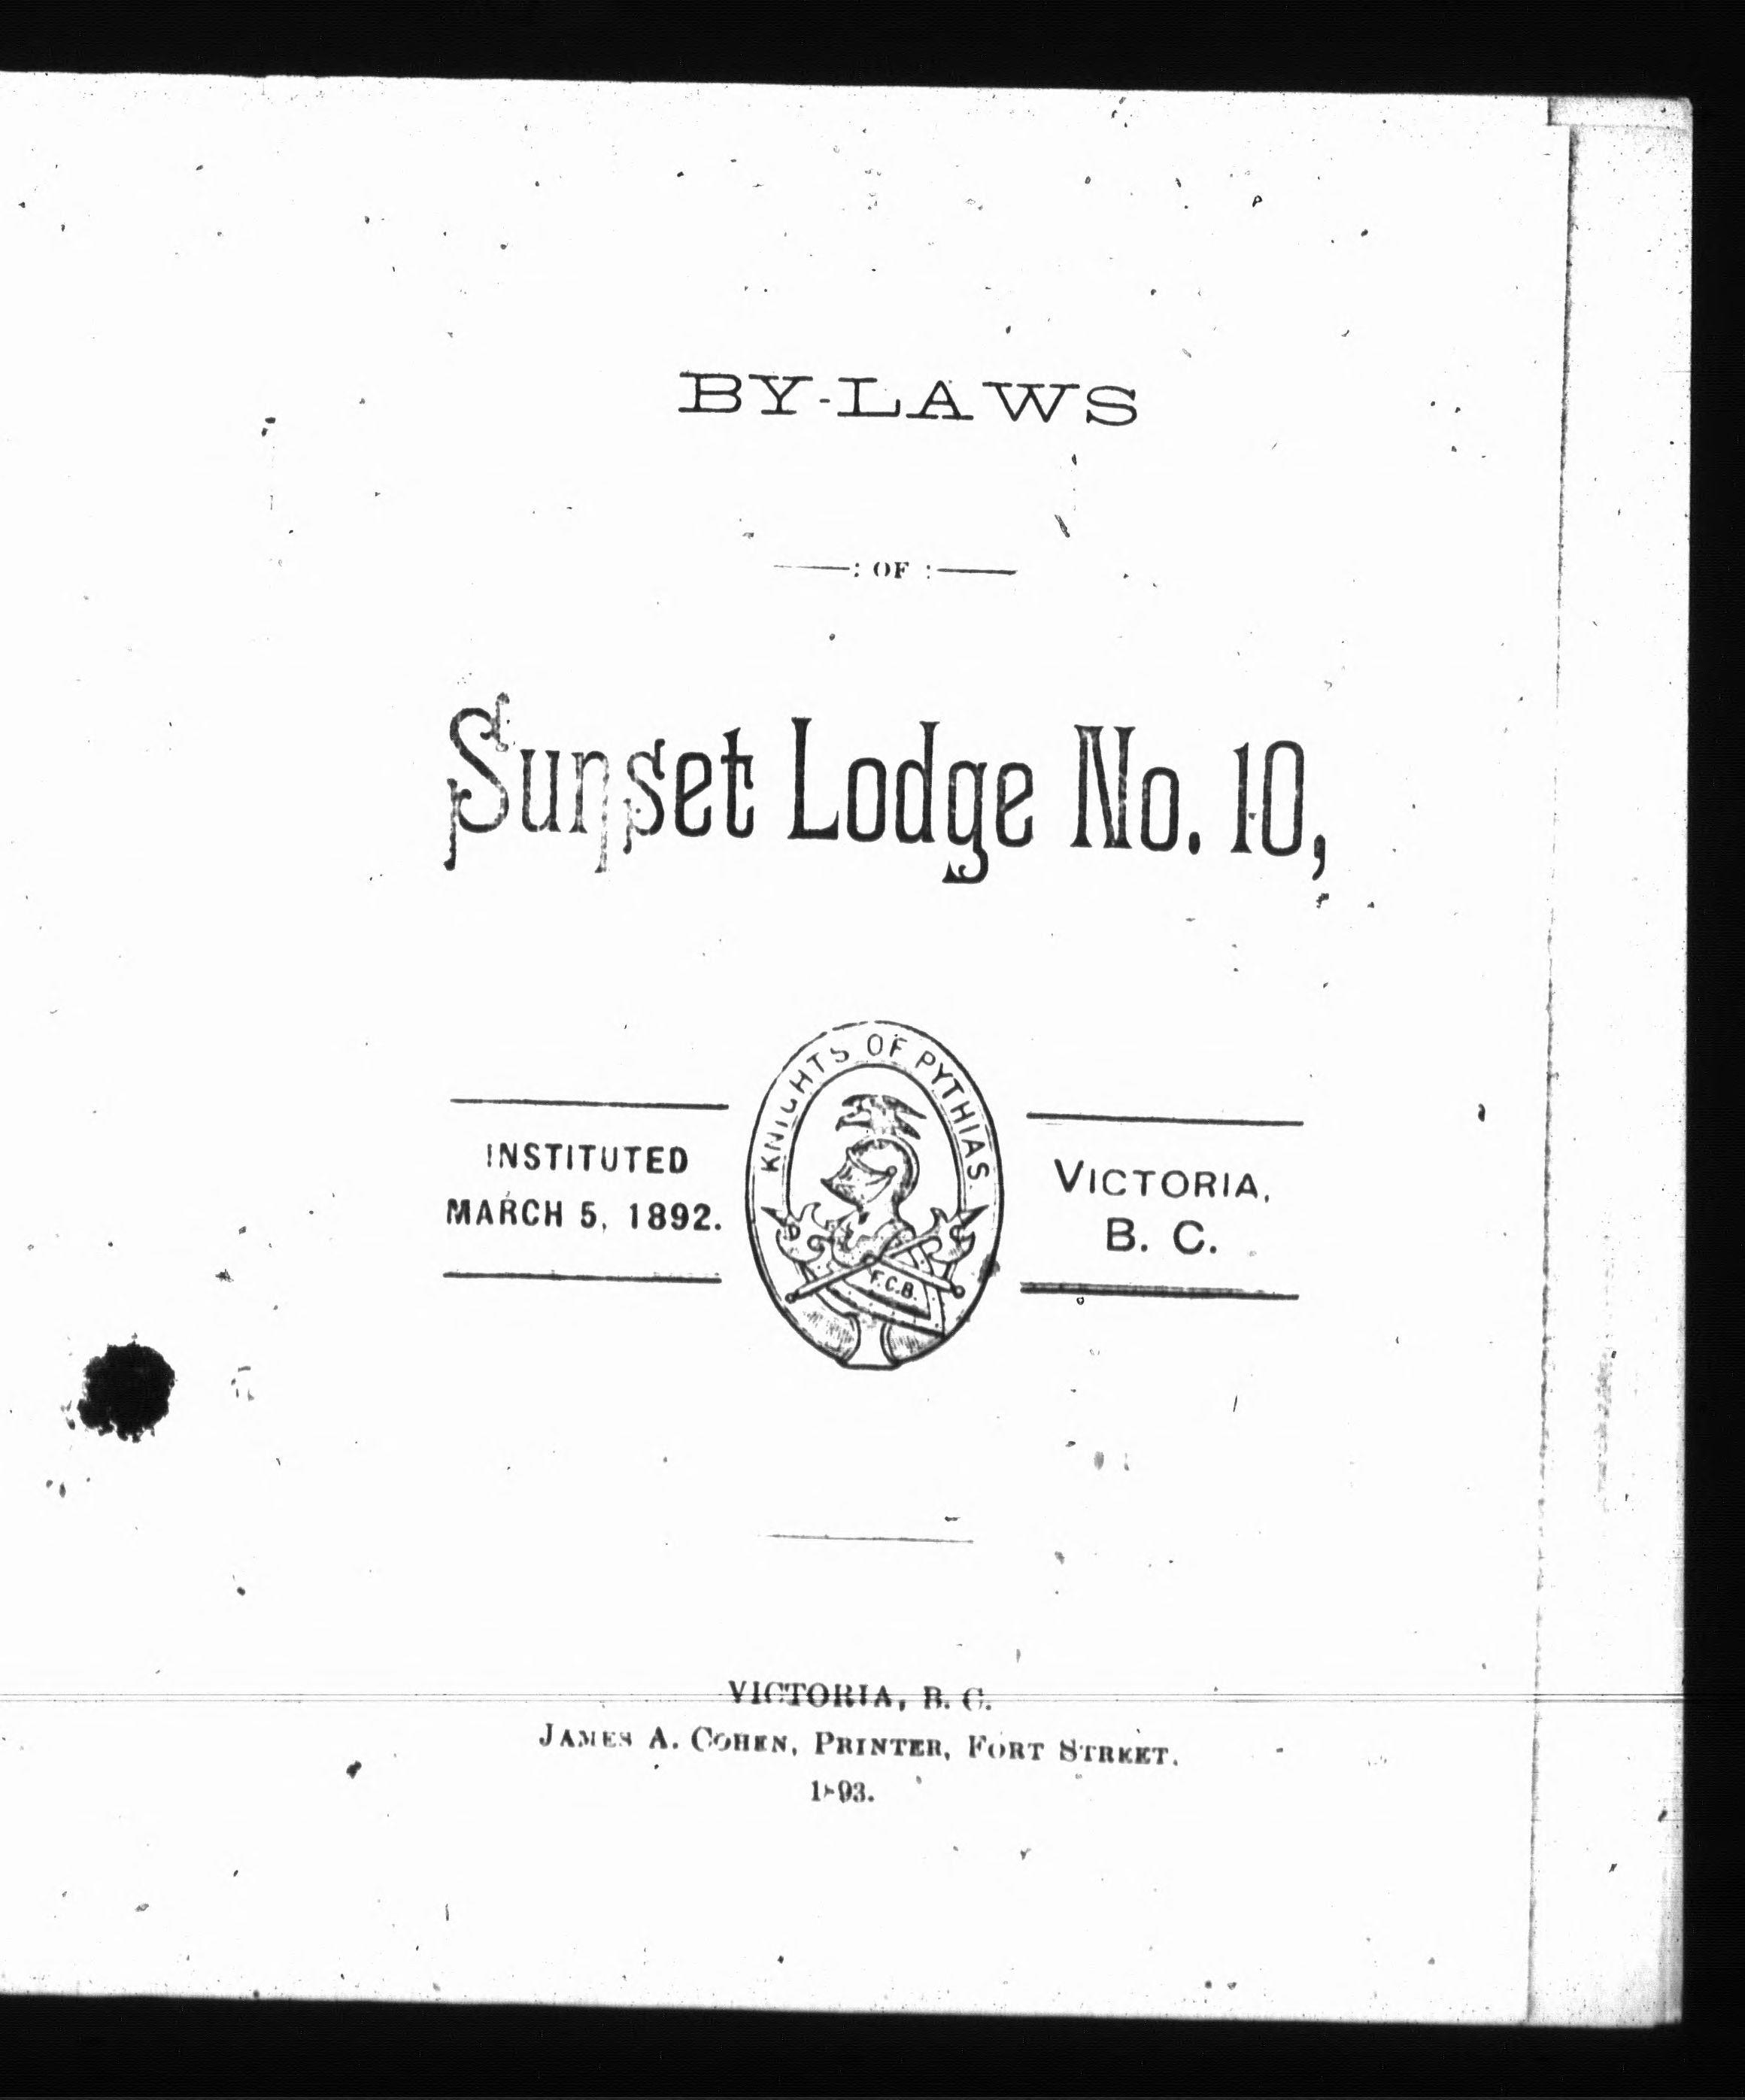 BY-LAWS
: OF :
Sunset Lodge No. 10,
KNIGHTS OF PYTHIAS.
INSTITUTED
MARCH 5, 1892.
F.C.B.
VICTORIA,
B. C.
VICTORIA, B. C.
JAMES A. COHEN, PRINTER, FORT STREET.
1893.